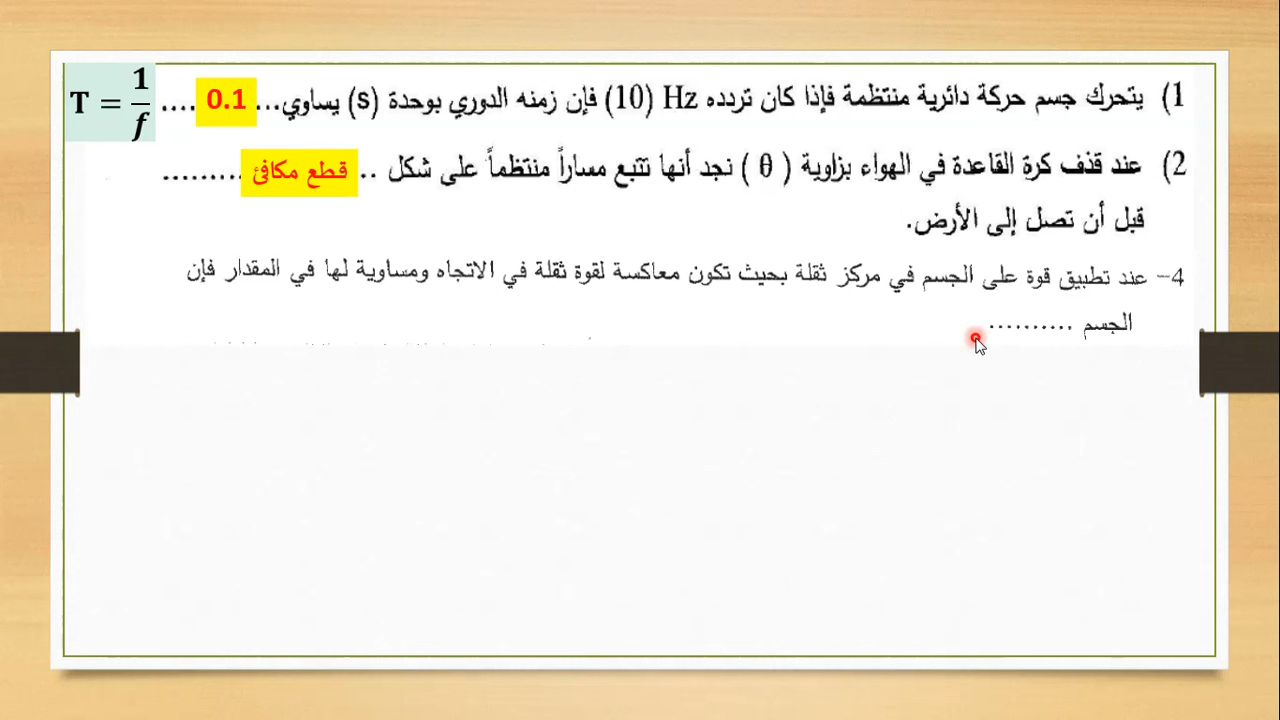 1) يتحرك جسم حركة دائرية منتظمة فإذا كان تردده Hz (10) فإن زمنه الدوري بوحدة (s) يساوي... 0.1 ....
T = 1/f
2) عند قذف كرة القاعدة في الهواء بزاوية ( θ ) نجد أنها تتبع مساراً منتظماً على شكل .. قطع مكافئ .........
قبل أن تصل إلى الأرض.
4- عند تطبيق قوة على الجسم في مركز ثقلة بحيث تكون معاكسة لقوة ثقلة في الاتجاه ومساوية لها في المقدار فإن
الجسم ..........